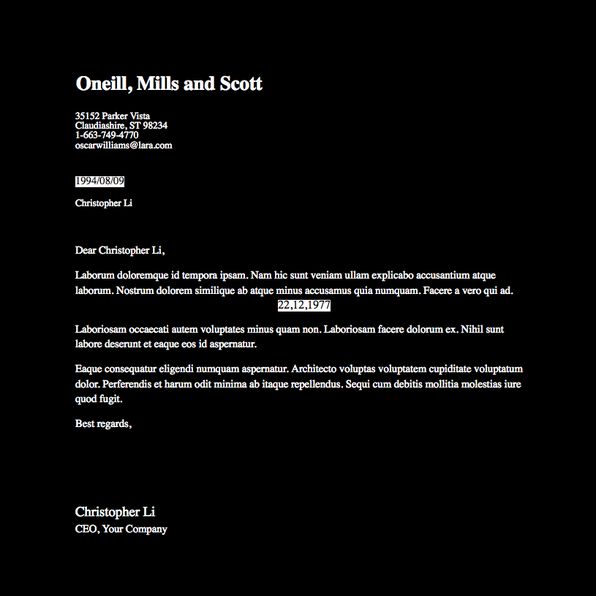 Oneill, Mills and Scott
35152 Parker Vista
Claudiashire, ST 98234
1-663-749-4770
oscarwilliams@lara.com
1994/08/09
Christopher Li
Dear Christopher Li,
Laborum doloremque id tempora ipsam. Nam hic sunt veniam ullam explicabo accusantium atque
laborum. Nostrum dolorem similique ab atque minus accusamus quia numquam. Facere a vero qui ad.
22,12,1977
Laboriosam occaecati autem voluptates minus quam non. Laboriosam facere dolorum ex. Nihil sunt
labore deserunt et eaque eos id aspernatur.
Eaque consequatur eligendi numquam aspernatur. Architecto voluptas voluptatem cupiditate voluptatum
dolor. Perferendis et harum odit minima ab itaque repellendus. Sequi cum debitis mollitia molestias iure
quod fugit.
Best regards,
Christopher Li
CEO, Your Company